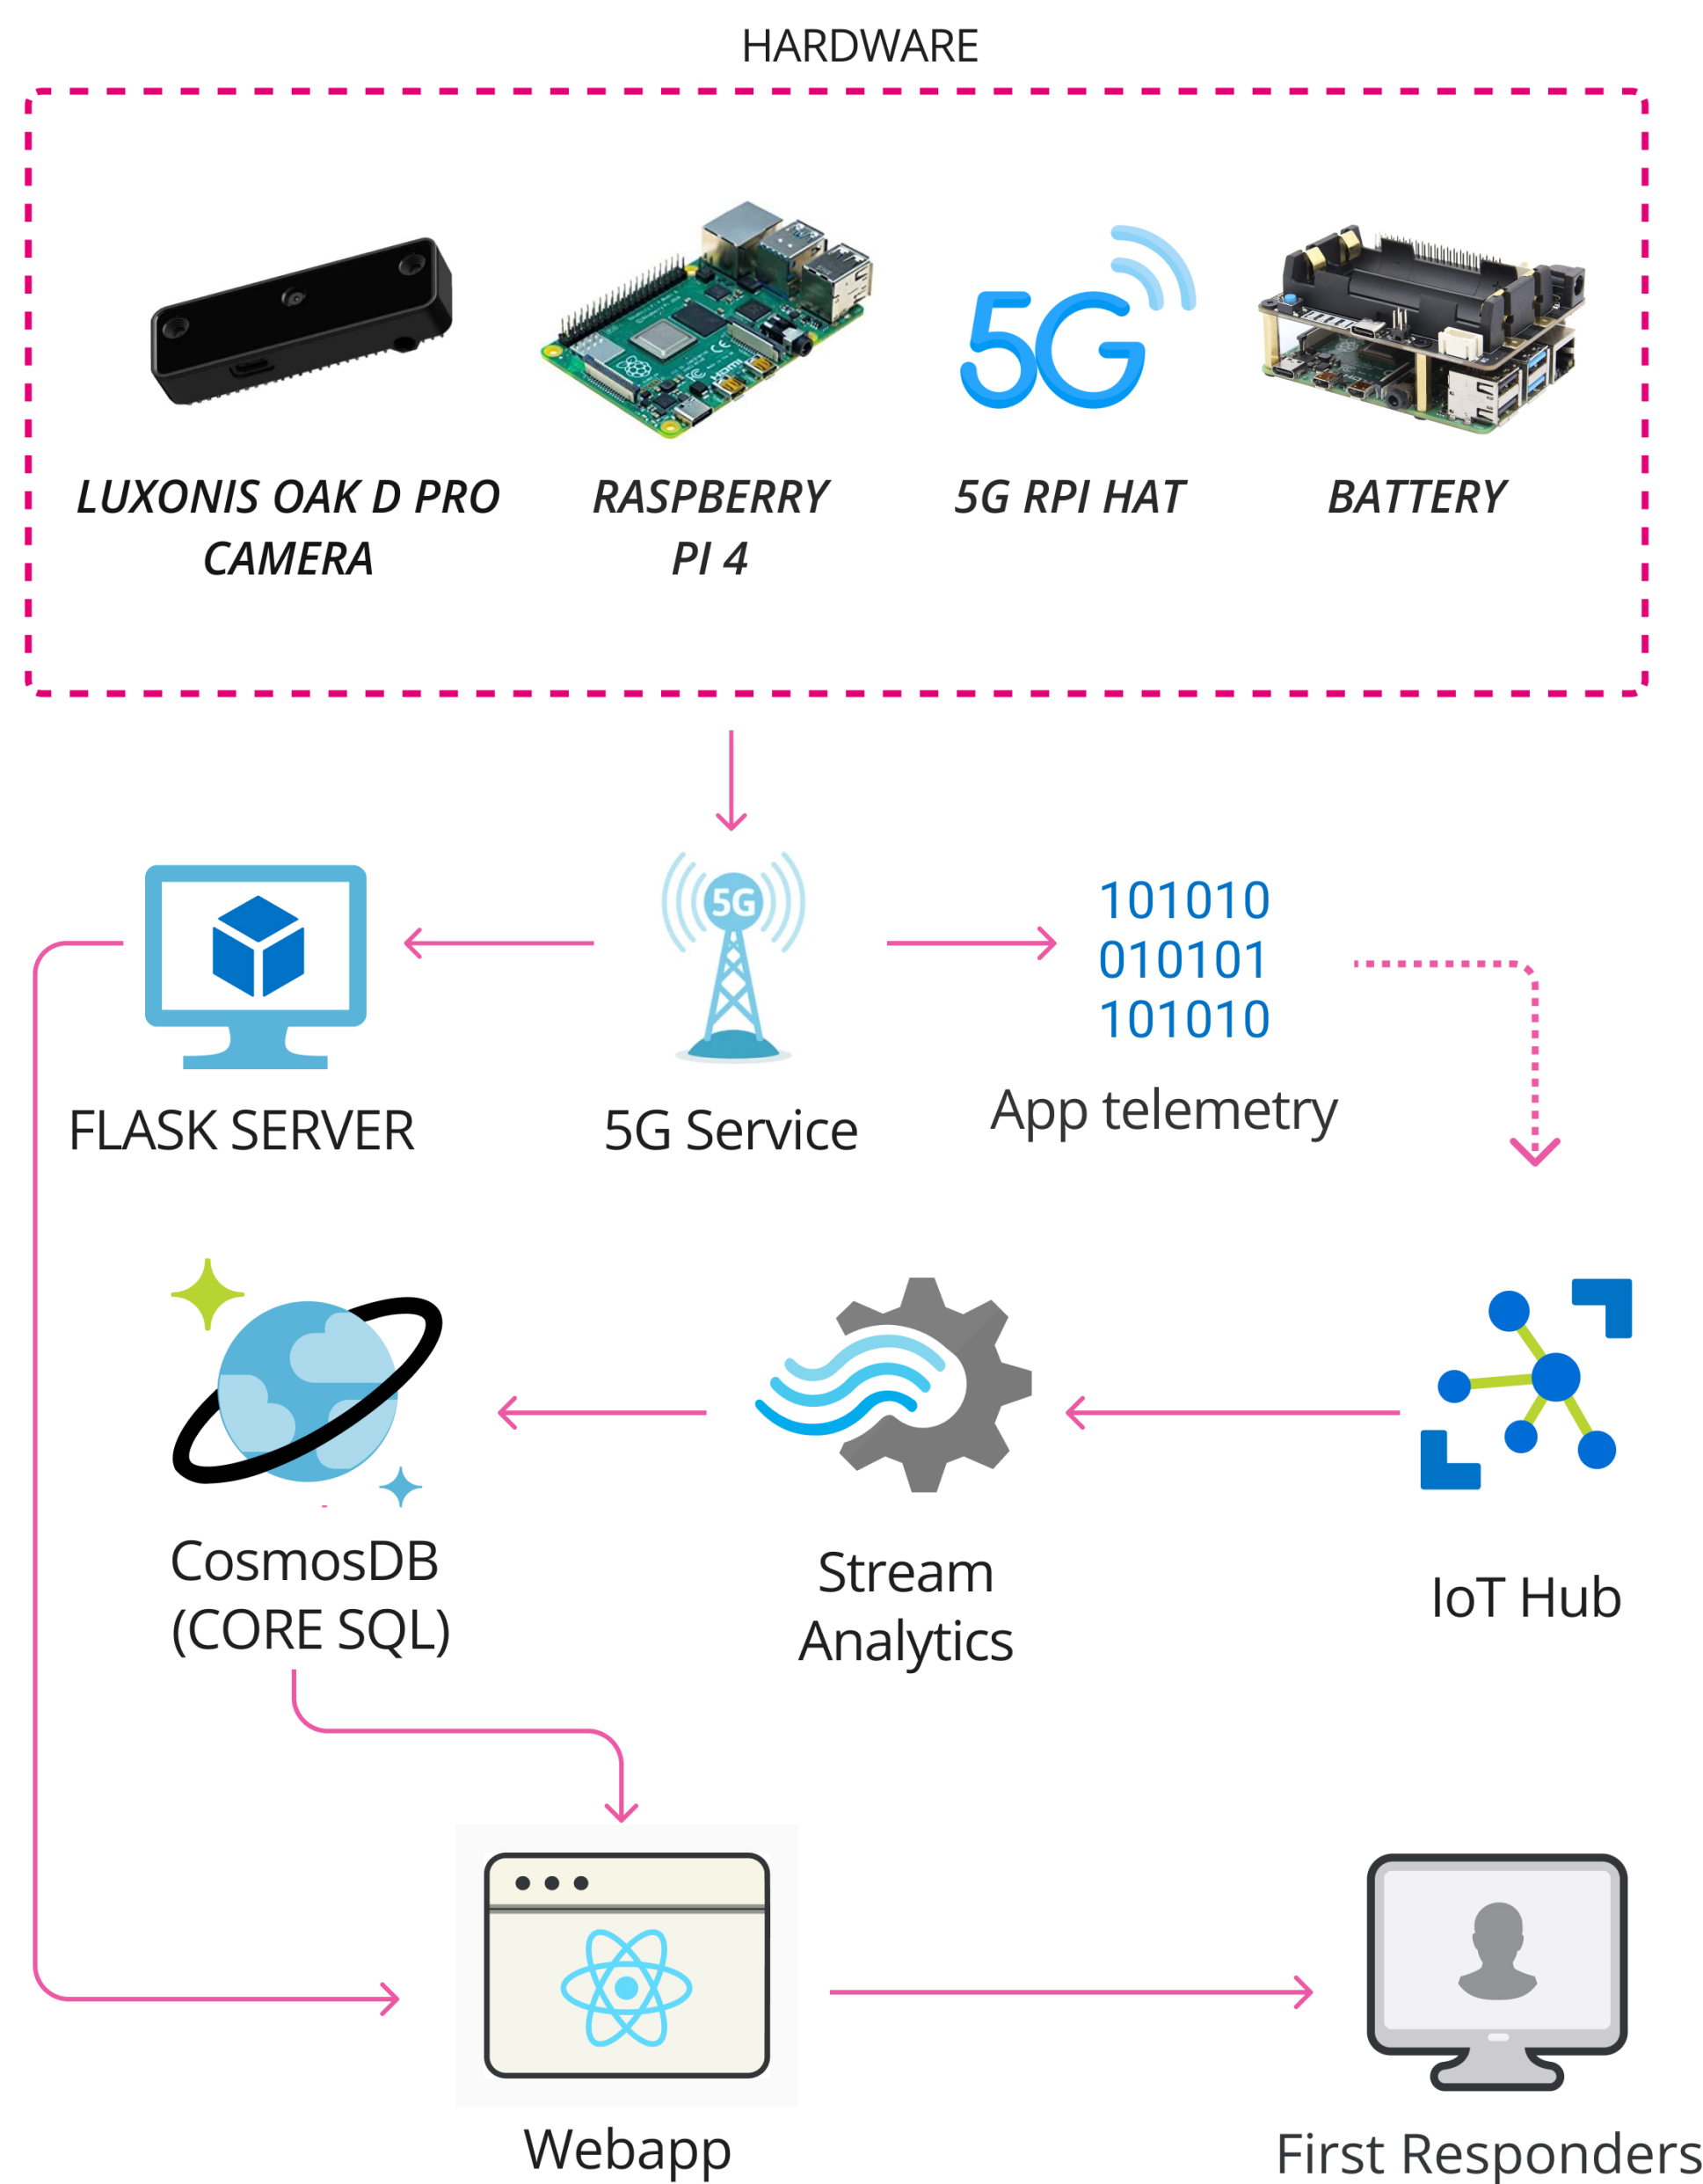 HARDWARE
5G
LUXONIS OAK D PRO
CAMERA
RASPBERRY
PI 4
5G RPI HAT
BATTERY
5G
101010
010101
101010
FLASK SERVER
5G Service
App telemetry
CosmosDB
(CORE SQL)
Stream
Analytics
IoT Hub
Webapp
First Responders